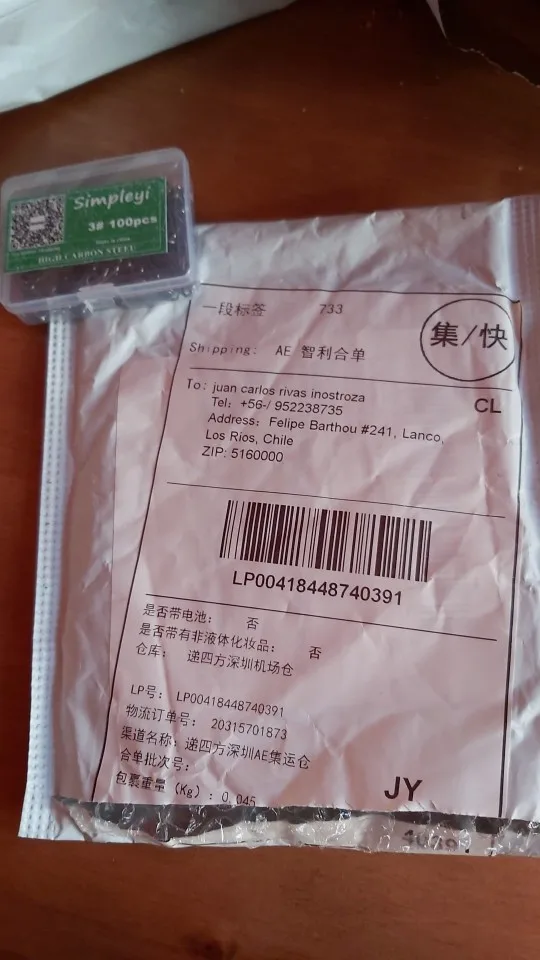 Simpleyi
3# 100pcs
Made in China
HIGH CARBON STEEL
一段标签 733
集/快
Shipping: AE 智利合单
To: juan carlos rivas inostroza
CL
Tel: +56-/ 952238735
Address: Felipe Barthou #241, Lanco,
Los Rios, Chile
ZIP: 5160000
LP00418448740391
是否带电池: 否
是否带有非液体化妆品: 否
仓库: 递四方深圳机场仓
LP号: LP00418448740391
物流订单号: 20315701873
渠道名称: 递四方深圳AE集运仓
合单批次号:
包裹重量 (Kg) : 0.045
JY